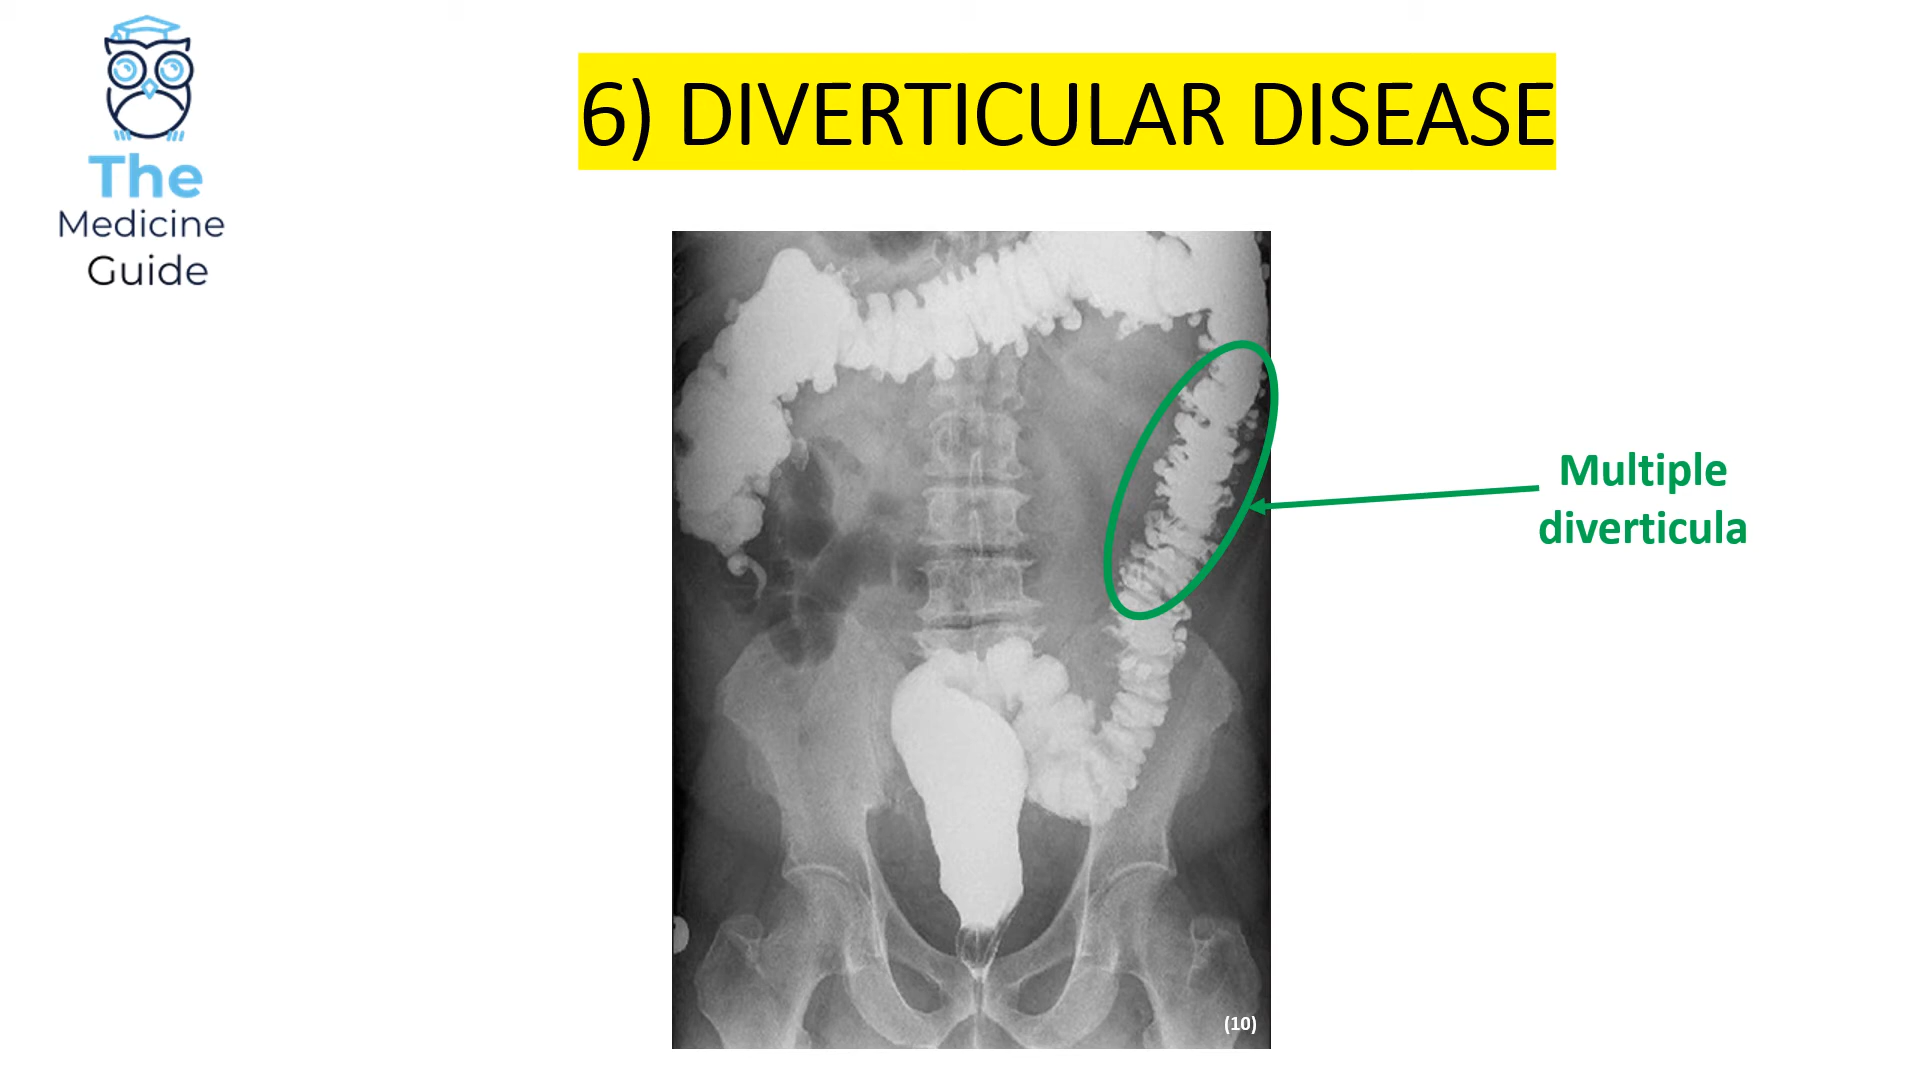 The
Medicine
Guide
6) DIVERTICULAR DISEASE
Multiple
diverticula
(10)